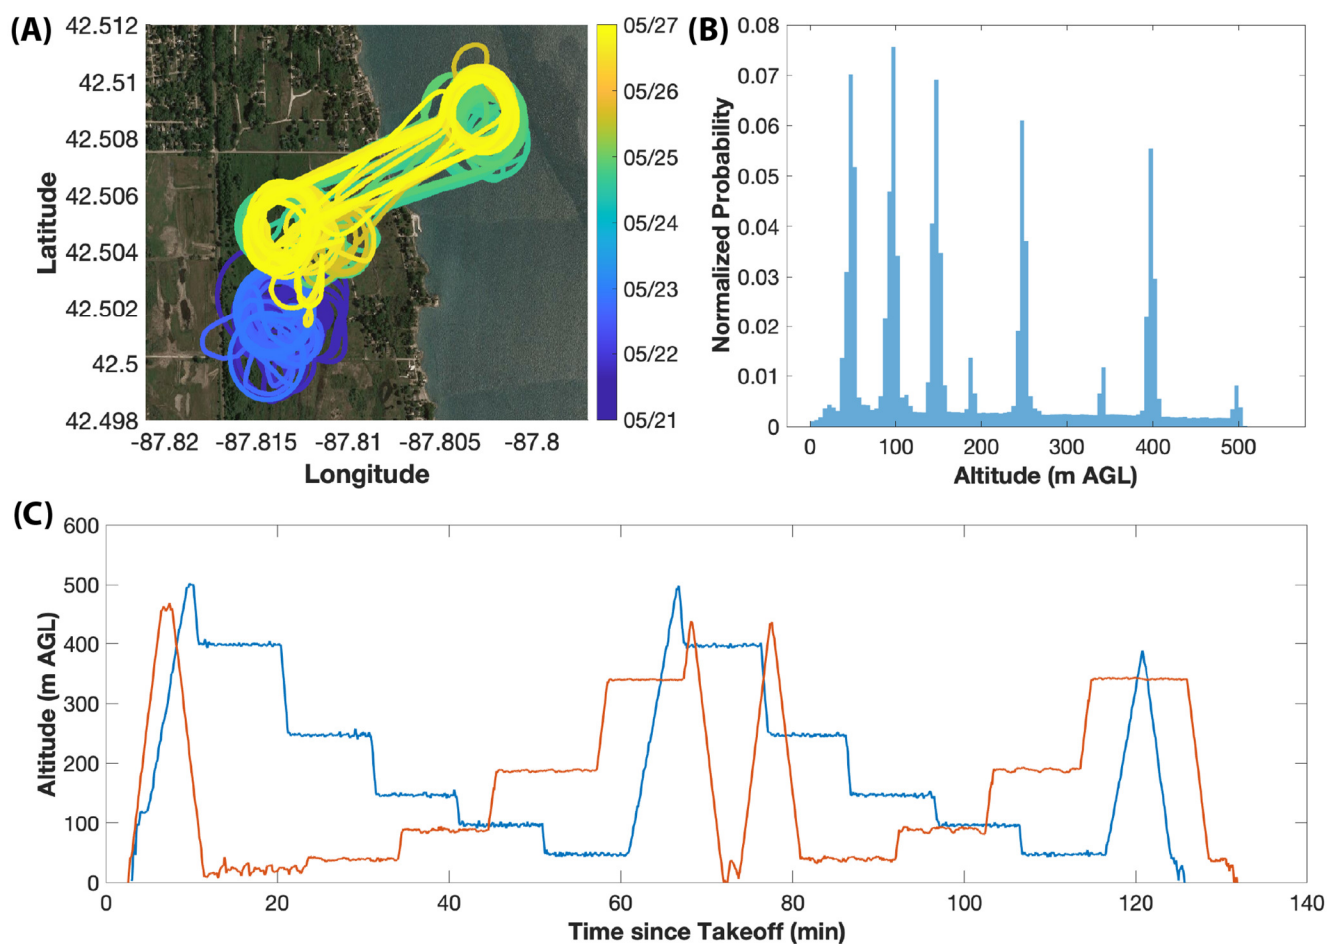 (A)
42.512
42.51
42.508
42.506
42.504
42.502
42.5
42.498
Latitude
-87.82 -87.815 -87.81 -87.805 -87.8
Longitude
05/27
05/26
05/25
05/24
05/23
05/22
05/21
(B)
0.08
0.07
0.06
0.05
0.04
0.03
0.02
0.01
0
Normalized Probability
0 100 200 300 400 500
Altitude (m AGL)
(C)
600
500
400
300
200
100
0
Altitude (m AGL)
0 20 40 60 80 100 120 140
Time since Takeoff (min)